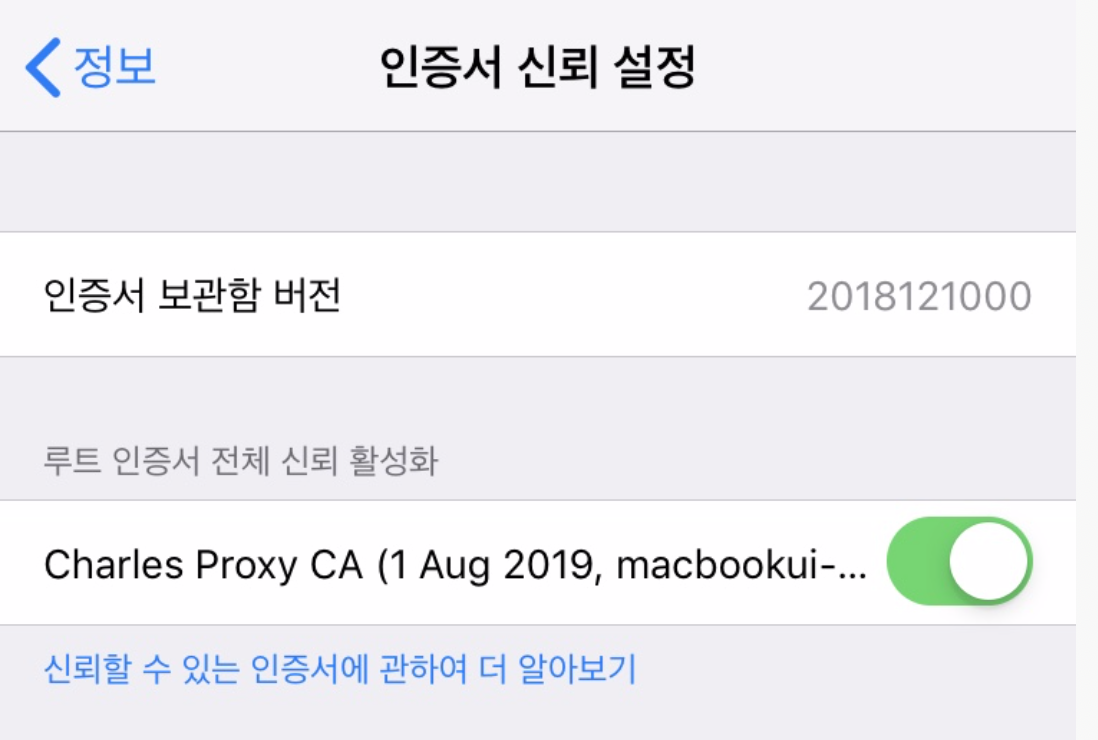 정보
인증서 신뢰 설정
인증서 보관함 버전 2018121000
루트 인증서 전체 신뢰 활성화
Charles Proxy CA (1 Aug 2019, macbookui-...
신뢰할 수 있는 인증서에 관하여 더 알아보기